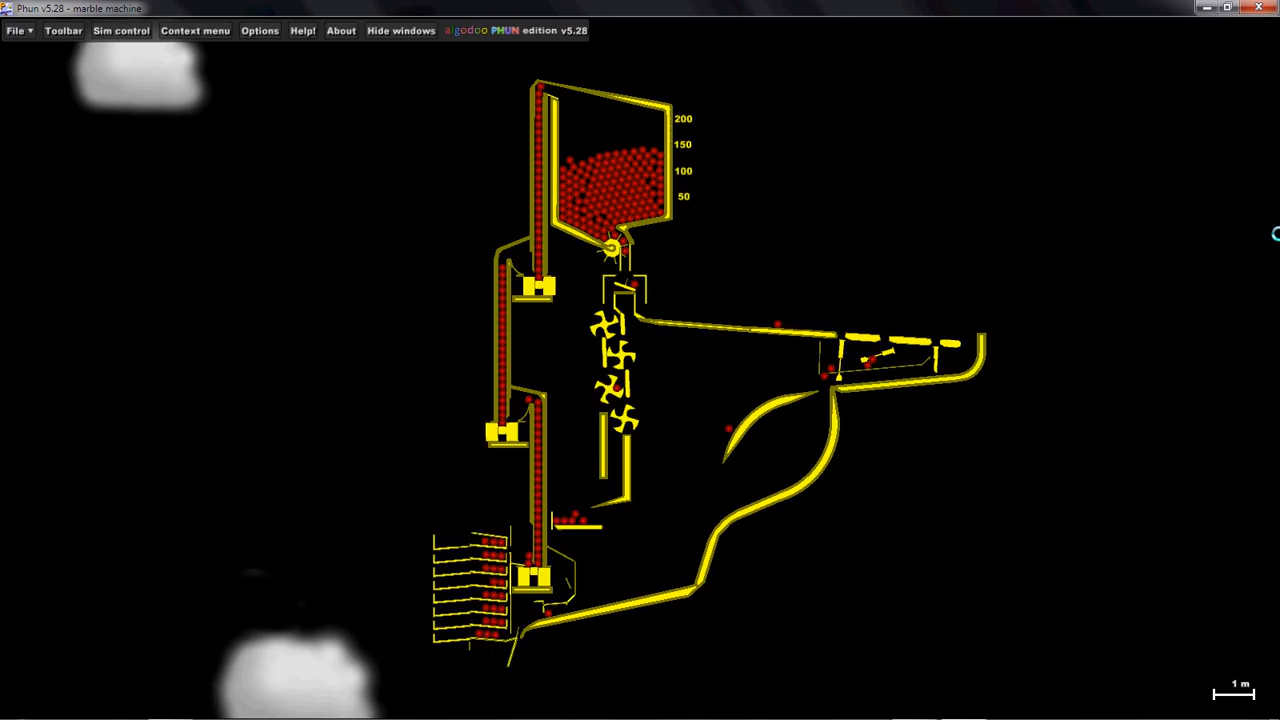 Phun v5.28 - marble machine
File ▾ Toolbar Sim control Context menu Options Help! About Hide windows algodoo PHUN edition v5.28
200
150
100
50
1 m